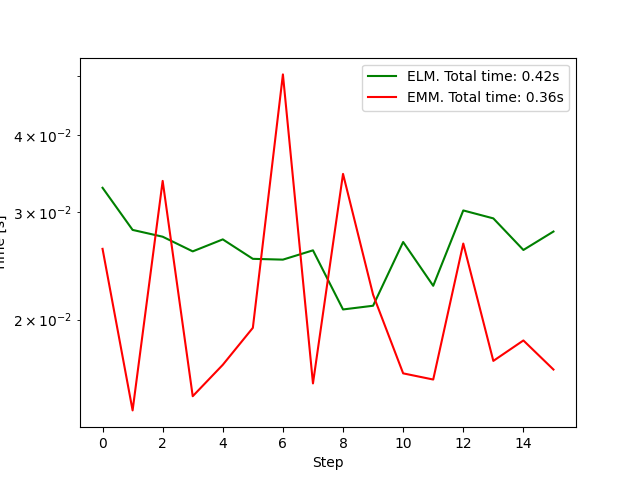 ELM. Total time: 0.42s
EMM. Total time: 0.36s
4 × 10⁻²
3 × 10⁻²
2 × 10⁻²
[s]
0 2 4 6 8 10 12 14
Step